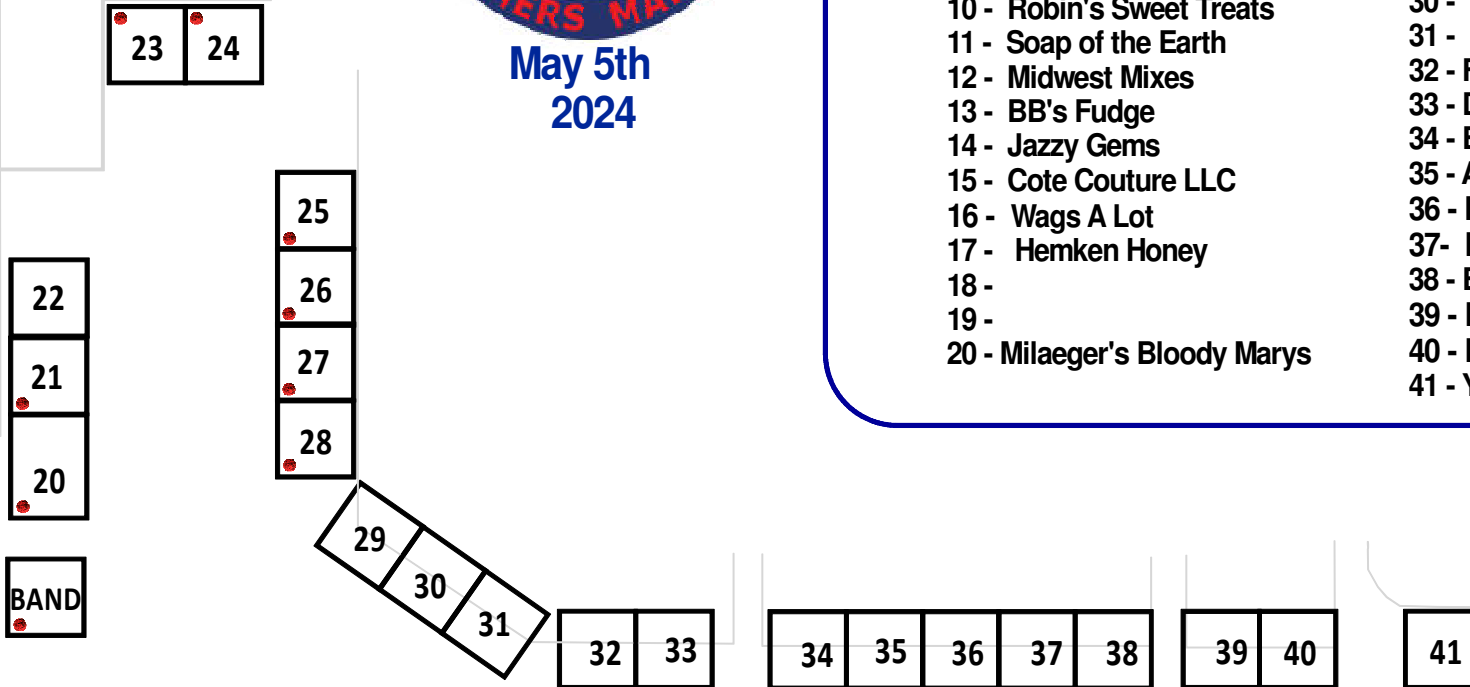 23 24
ERS MA
May 5th
2024
25
26
27
28
22
21
20
BAND
29
30
31
32 33 34 35 36 37 38 39 40 41
10 - Robin's Sweet Treats
11 - Soap of the Earth
12 - Midwest Mixes
13 - BB's Fudge
14 - Jazzy Gems
15 - Cote Couture LLC
16 - Wags A Lot
17 - Hemken Honey
18 -
19 -
20 - Milaeger's Bloody Marys
30 -
31 -
32 -
33 -
34 -
35 -
36 -
37-
38 -
39 -
40 -
41 -